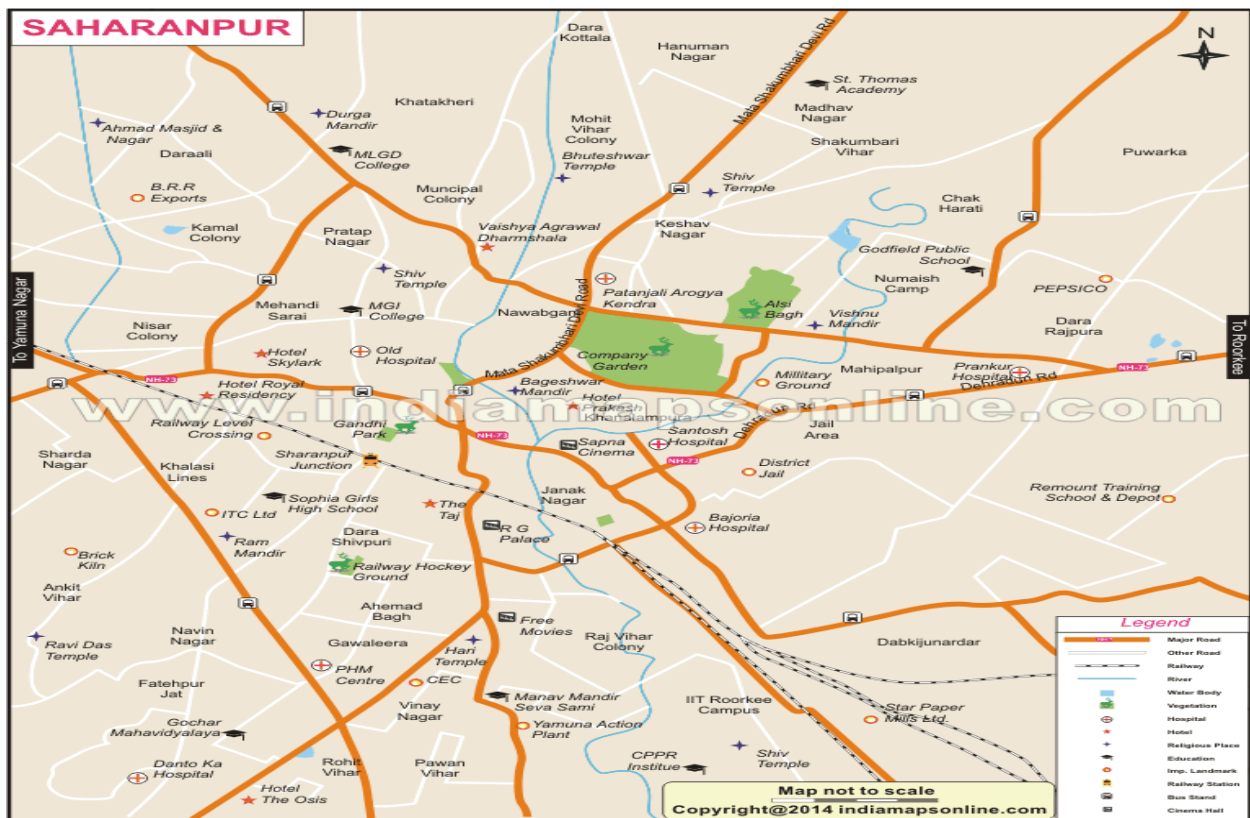 SAHARANPUR
N
Dara
Kottala
Hanuman
Nagar
Mata Shakumbhari Devi Rd
St. Thomas
Academy
Madhav
Nagar
Shakumbari
Vihar
Puwarka
Khatakheri
Durga
Mandir
Ahmad Masjid &
Nagar
Daraali
MLGD
College
Mohit
Vihar
Colony
Bhuteshwar
Temple
Shiv
Temple
B.R.R
Exports
Muncipal
Colony
Chak
Harati
Kamal
Colony
Pratap
Nagar
Vaishya Agrawal
Dharmshala
Keshav
Nagar
Godfield Public
School
Numaish
Camp
Shiv
Temple
Patanjali Arogya
Kendra
PEPSICO
To Yamuna Nagar
Mehandi
Sarai
MGI
College
Nawabganj
Mata Shakumbhari Devi Road
Alsi
Bagh
Vishnu
Mandir
Dara
Rajpura
To Roorkee
Nisar
Colony
Hotel
Skylark
Old
Hospital
Company
Garden
Mahipalpur
Prankur
Hospital
Dehradun Rd
NH-73
NH-73
Hotel Royal
Residency
Bageshwar
Mandir
Millitary
Ground
www.indiamapsonline.com
Hotel
Prakash
Khanalampura
Dehradur Rd
Railway Level
Crossing
Gandhi
Park
NH-73
Sapna
Cinema
Santosh
Hospital
Jail
Area
Sharda
Nagar
Khalasi
Lines
Sharanpur
Junction
NH-73
District
Jail
Sophia Girls
High School
The
Taj
Janak
Nagar
Remount Training
School & Depot
ITC Ltd
Ram
Mandir
Dara
Shivpuri
R G
Palace
Bajoria
Hospital
Brick
Kiln
Railway Hockey
Ground
Ankit
Vihar
Ahemad
Bagh
Free
Movies
Navin
Nagar
Gawaleera
Hari
Temple
Raj Vihar
Colony
Dabkijunardar
Ravi Das
Temple
PHM
Centre
CEC
Fatehpur
Jat
Vinay
Nagar
Manav Mandir
Seva Sami
IIT Roorkee
Campus
Star Paper
Mills Ltd.
Gochar
Mahavidyalaya
Yamuna Action
Plant
Danto Ka
Hospital
Rohit
Vihar
Pawan
Vihar
CPPR
Institue
Shiv
Temple
Hotel
The Osis
Map not to scale
Copyright@2014 indiamapsonline.com
Legend
Major Road
Other Road
Railway
River
Water Body
Vegetation
Hospital
Hotel
Religious Place
Education
Imp. Landmark
Railway Station
Bus Stand
Cinema Hall